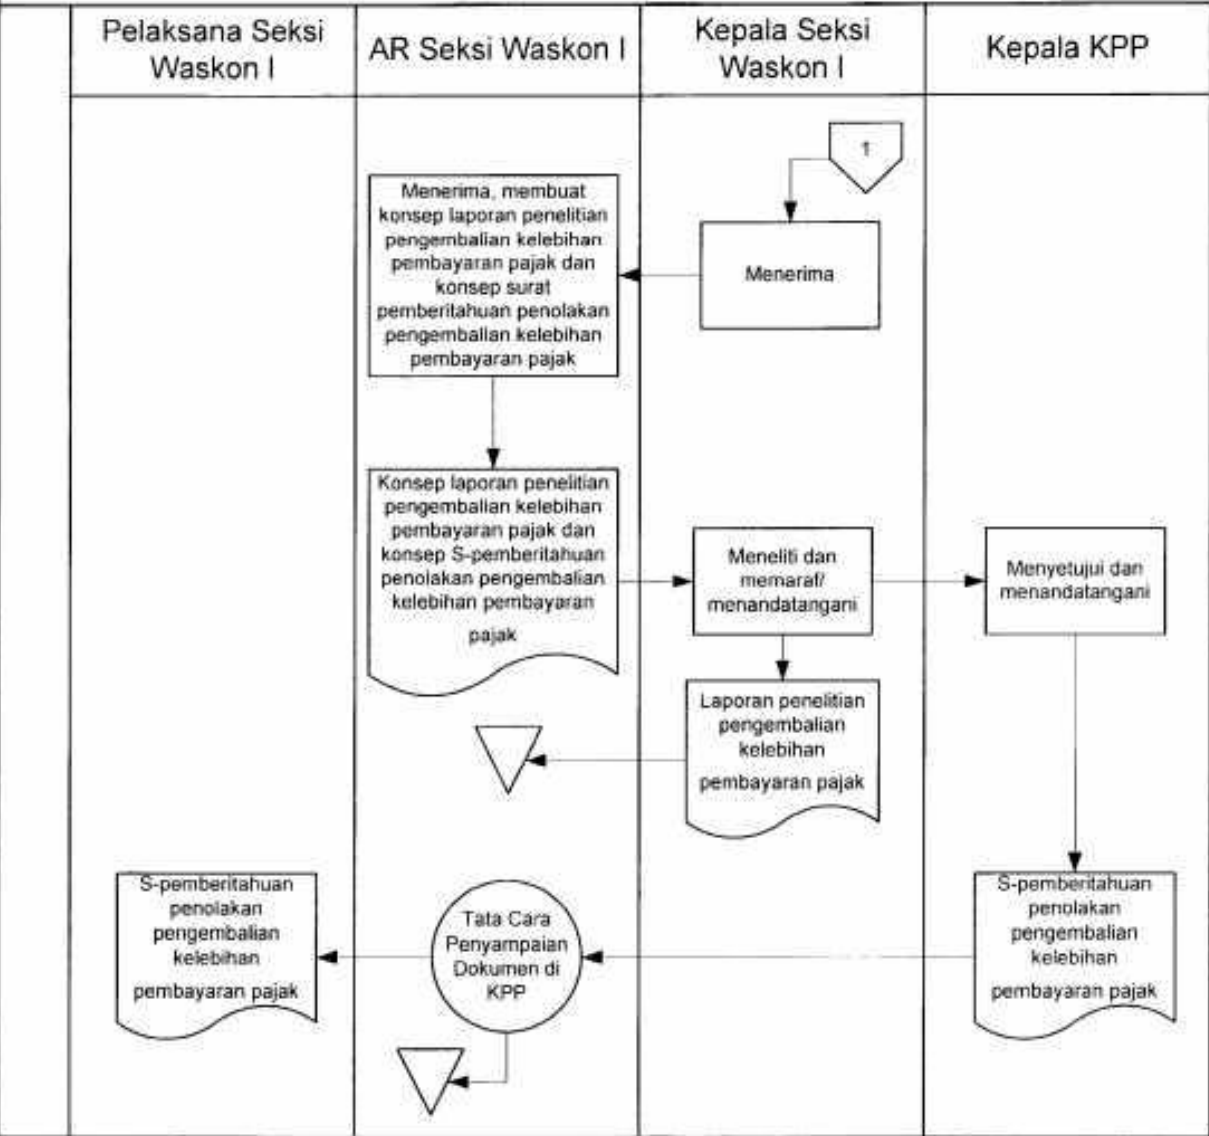 Pelaksana Seksi
Waskon I
AR Seksi Waskon I
Kepala Seksi
Waskon I
Kepala KPP
1
Menerima
Menerima, membuat
konsep laporan penelitian
pengembalian kelebihan
pembayaran pajak dan
konsep surat
pemberitahuan penolakan
pengembalian kelebihan
pembayaran pajak
Konsep laporan penelitian
pengembalian kelebihan
pembayaran pajak dan
konsep S-pemberitahuan
penolakan pengembalian
kelebihan pembayaran
pajak
Meneliti dan
memaraf/
menandatangani
Menyetujui dan
menandatangani
Laporan penelitian
pengembalian
kelebihan
pembayaran pajak
S-pemberitahuan
penolakan
pengembalian
kelebihan
pembayaran pajak
Tata Cara
Penyampaian
Dokumen di
KPP
S-pemberitahuan
penolakan
pengembalian
kelebihan
pembayaran pajak